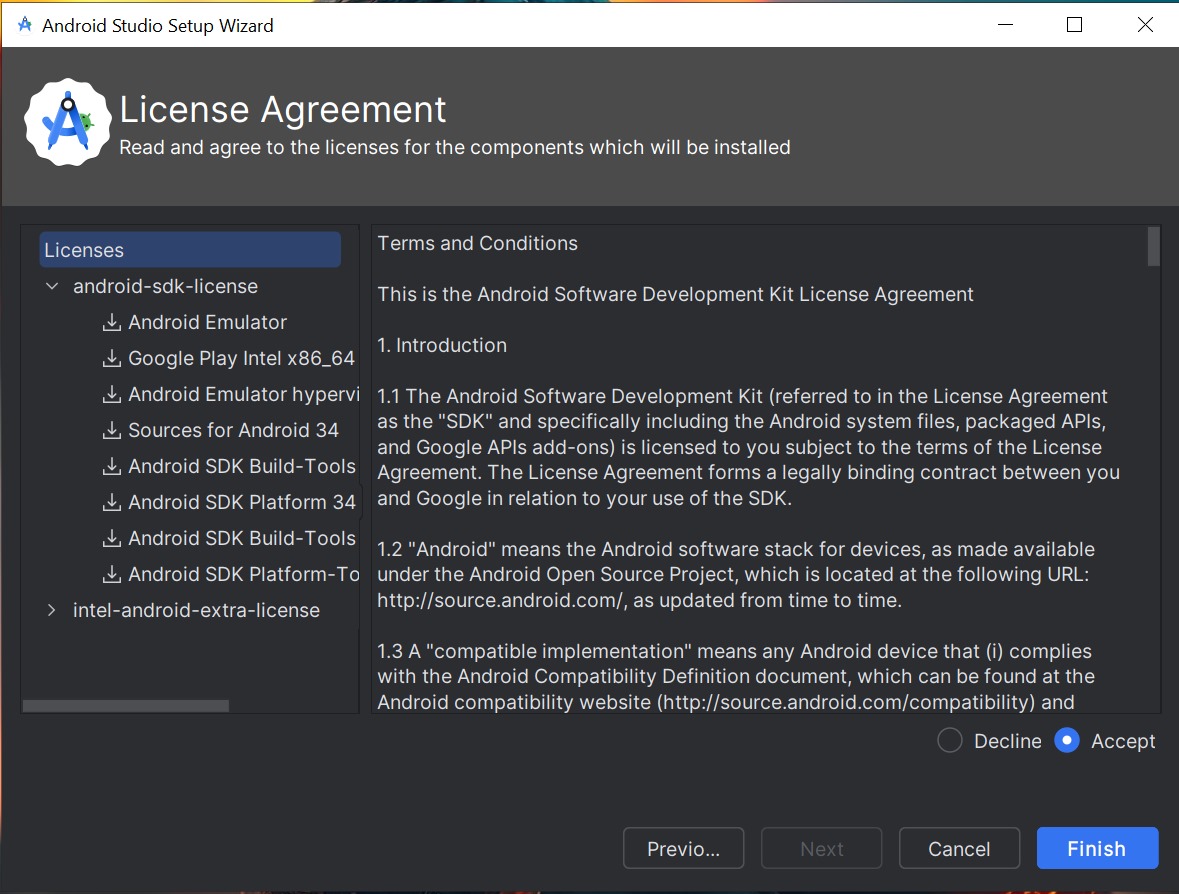 Android Studio Setup Wizard
License Agreement
Read and agree to the licenses for the components which will be installed
Licenses
android-sdk-license
Android Emulator
Google Play Intel x86_64
Android Emulator hypervi
Sources for Android 34
Android SDK Build-Tools
Android SDK Platform 34
Android SDK Build-Tools
Android SDK Platform-To
intel-android-extra-license
Terms and Conditions
This is the Android Software Development Kit License Agreement
1. Introduction
1.1 The Android Software Development Kit (referred to in the License Agreement
as the "SDK" and specifically including the Android system files, packaged APIs,
and Google APIs add-ons) is licensed to you subject to the terms of the License
Agreement. The License Agreement forms a legally binding contract between you
and Google in relation to your use of the SDK.
1.2 "Android" means the Android software stack for devices, as made available
under the Android Open Source Project, which is located at the following URL:
http://source.android.com/, as updated from time to time.
1.3 A "compatible implementation" means any Android device that (i) complies
with the Android Compatibility Definition document, which can be found at the
Android compatibility website (http://source.android.com/compatibility) and
Decline
Accept
Previo...
Next
Cancel
Finish